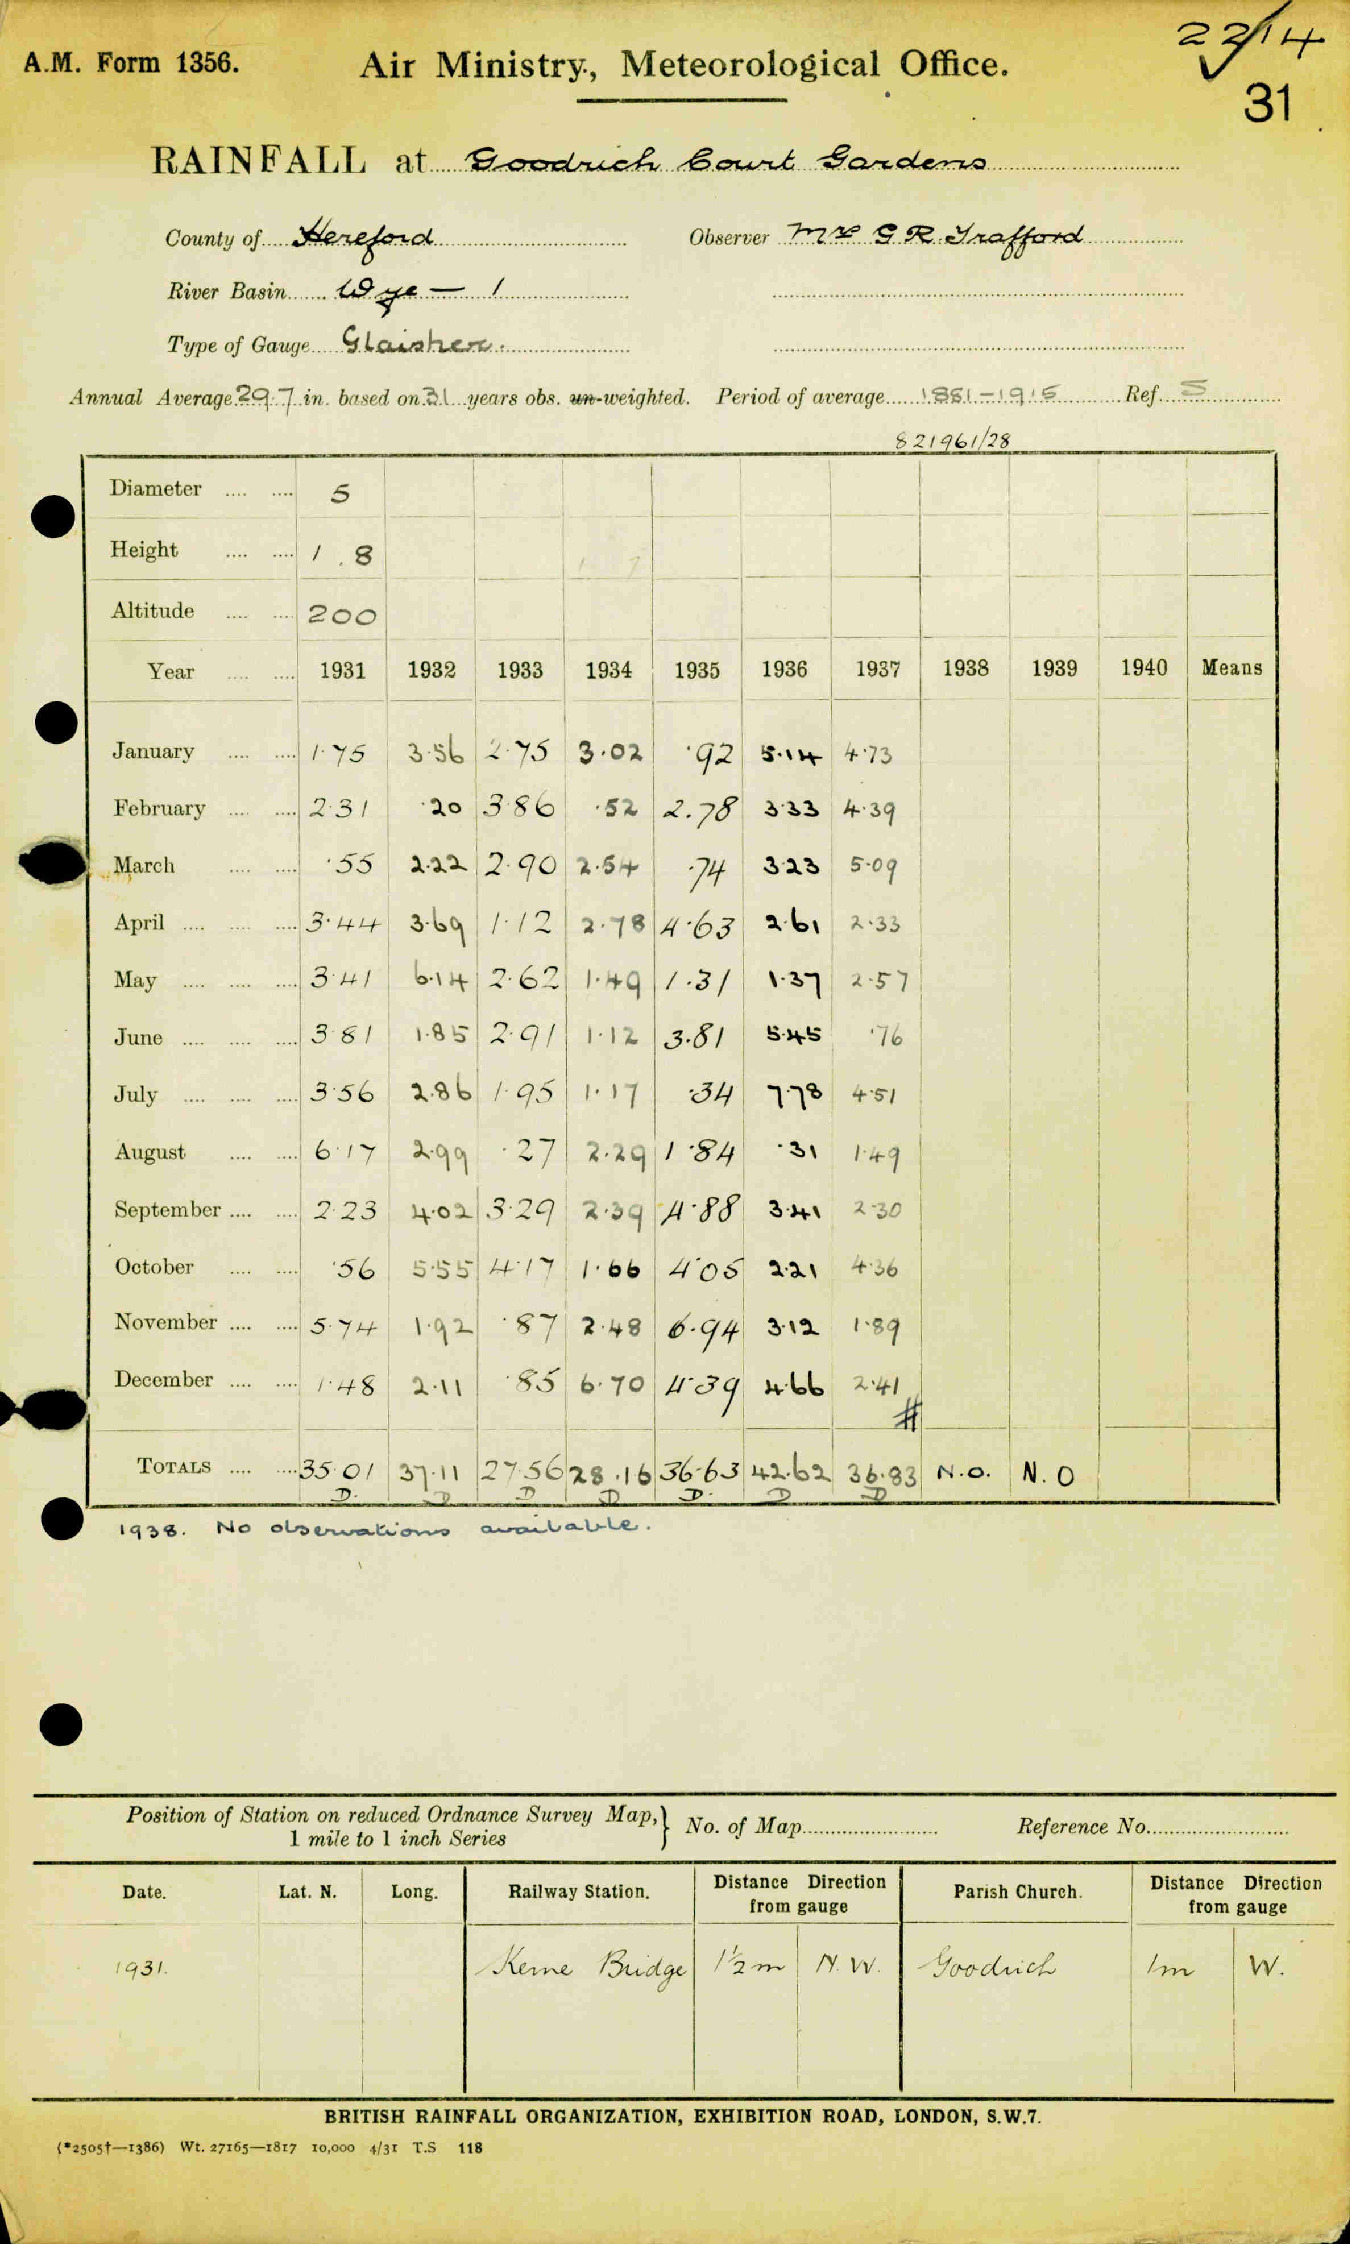 22/14
A.M. Form 1356. Air Ministry, Meteorological Office.
31
RAINFALL at Goodrich Court Gardens
County of Hereford Observer Mrs G R Trafford
River Basin Wye — 1
Type of Gauge Glaisher.
Annual Average 29.7 in. based on 31 years obs. un-weighted. Period of average 1881-1915 Ref. S
821961/28
Diameter 5
Height 1 . 8
Altitude 200
Year 1931 1932 1933 1934 1935 1936 1937 1938 1939 1940 Means
January 1.75 3.56 2.75 3.02 .92 5.14 4.73
February 2.31 .20 3.86 .52 2.78 3.33 4.39
March .55 2.22 2.90 2.54 .74 3.23 5.09
April 3.44 3.69 1.12 2.78 4.63 2.61 2.33
May 3.41 6.14 2.62 1.49 1.31 1.37 2.57
June 3.81 1.85 2.91 1.12 3.81 5.45 .76
July 3.56 2.86 1.95 1.17 .34 7.78 4.51
August 6.17 2.99 .27 2.29 1.84 .31 1.49
September 2.23 4.02 3.29 2.39 4.88 3.41 2.30
October .56 5.55 4.17 1.66 4.05 2.21 4.36
November 5.74 1.92 .87 2.48 6.94 3.12 1.89
December 1.48 2.11 .85 6.70 4.39 4.66 2.41
#
TOTALS 35.01 37.11 27.56 28.16 36.63 42.62 36.83 N.O. N.O
D. D D D D. D D
1938. No observations available.
Position of Station on reduced Ordnance Survey Map,} No. of Map Reference No.
1 mile to 1 inch Series
Date. Lat. N. Long. Railway Station. Distance Direction from gauge Parish Church. Distance Direction from gauge
1931. Kerne Bridge 1½ m N.W. Goodrich 1m W.
BRITISH RAINFALL ORGANIZATION, EXHIBITION ROAD, LONDON, S.W.7.
(*2505†—1386) Wt. 27165—1817 10,000 4/31 T.S 118